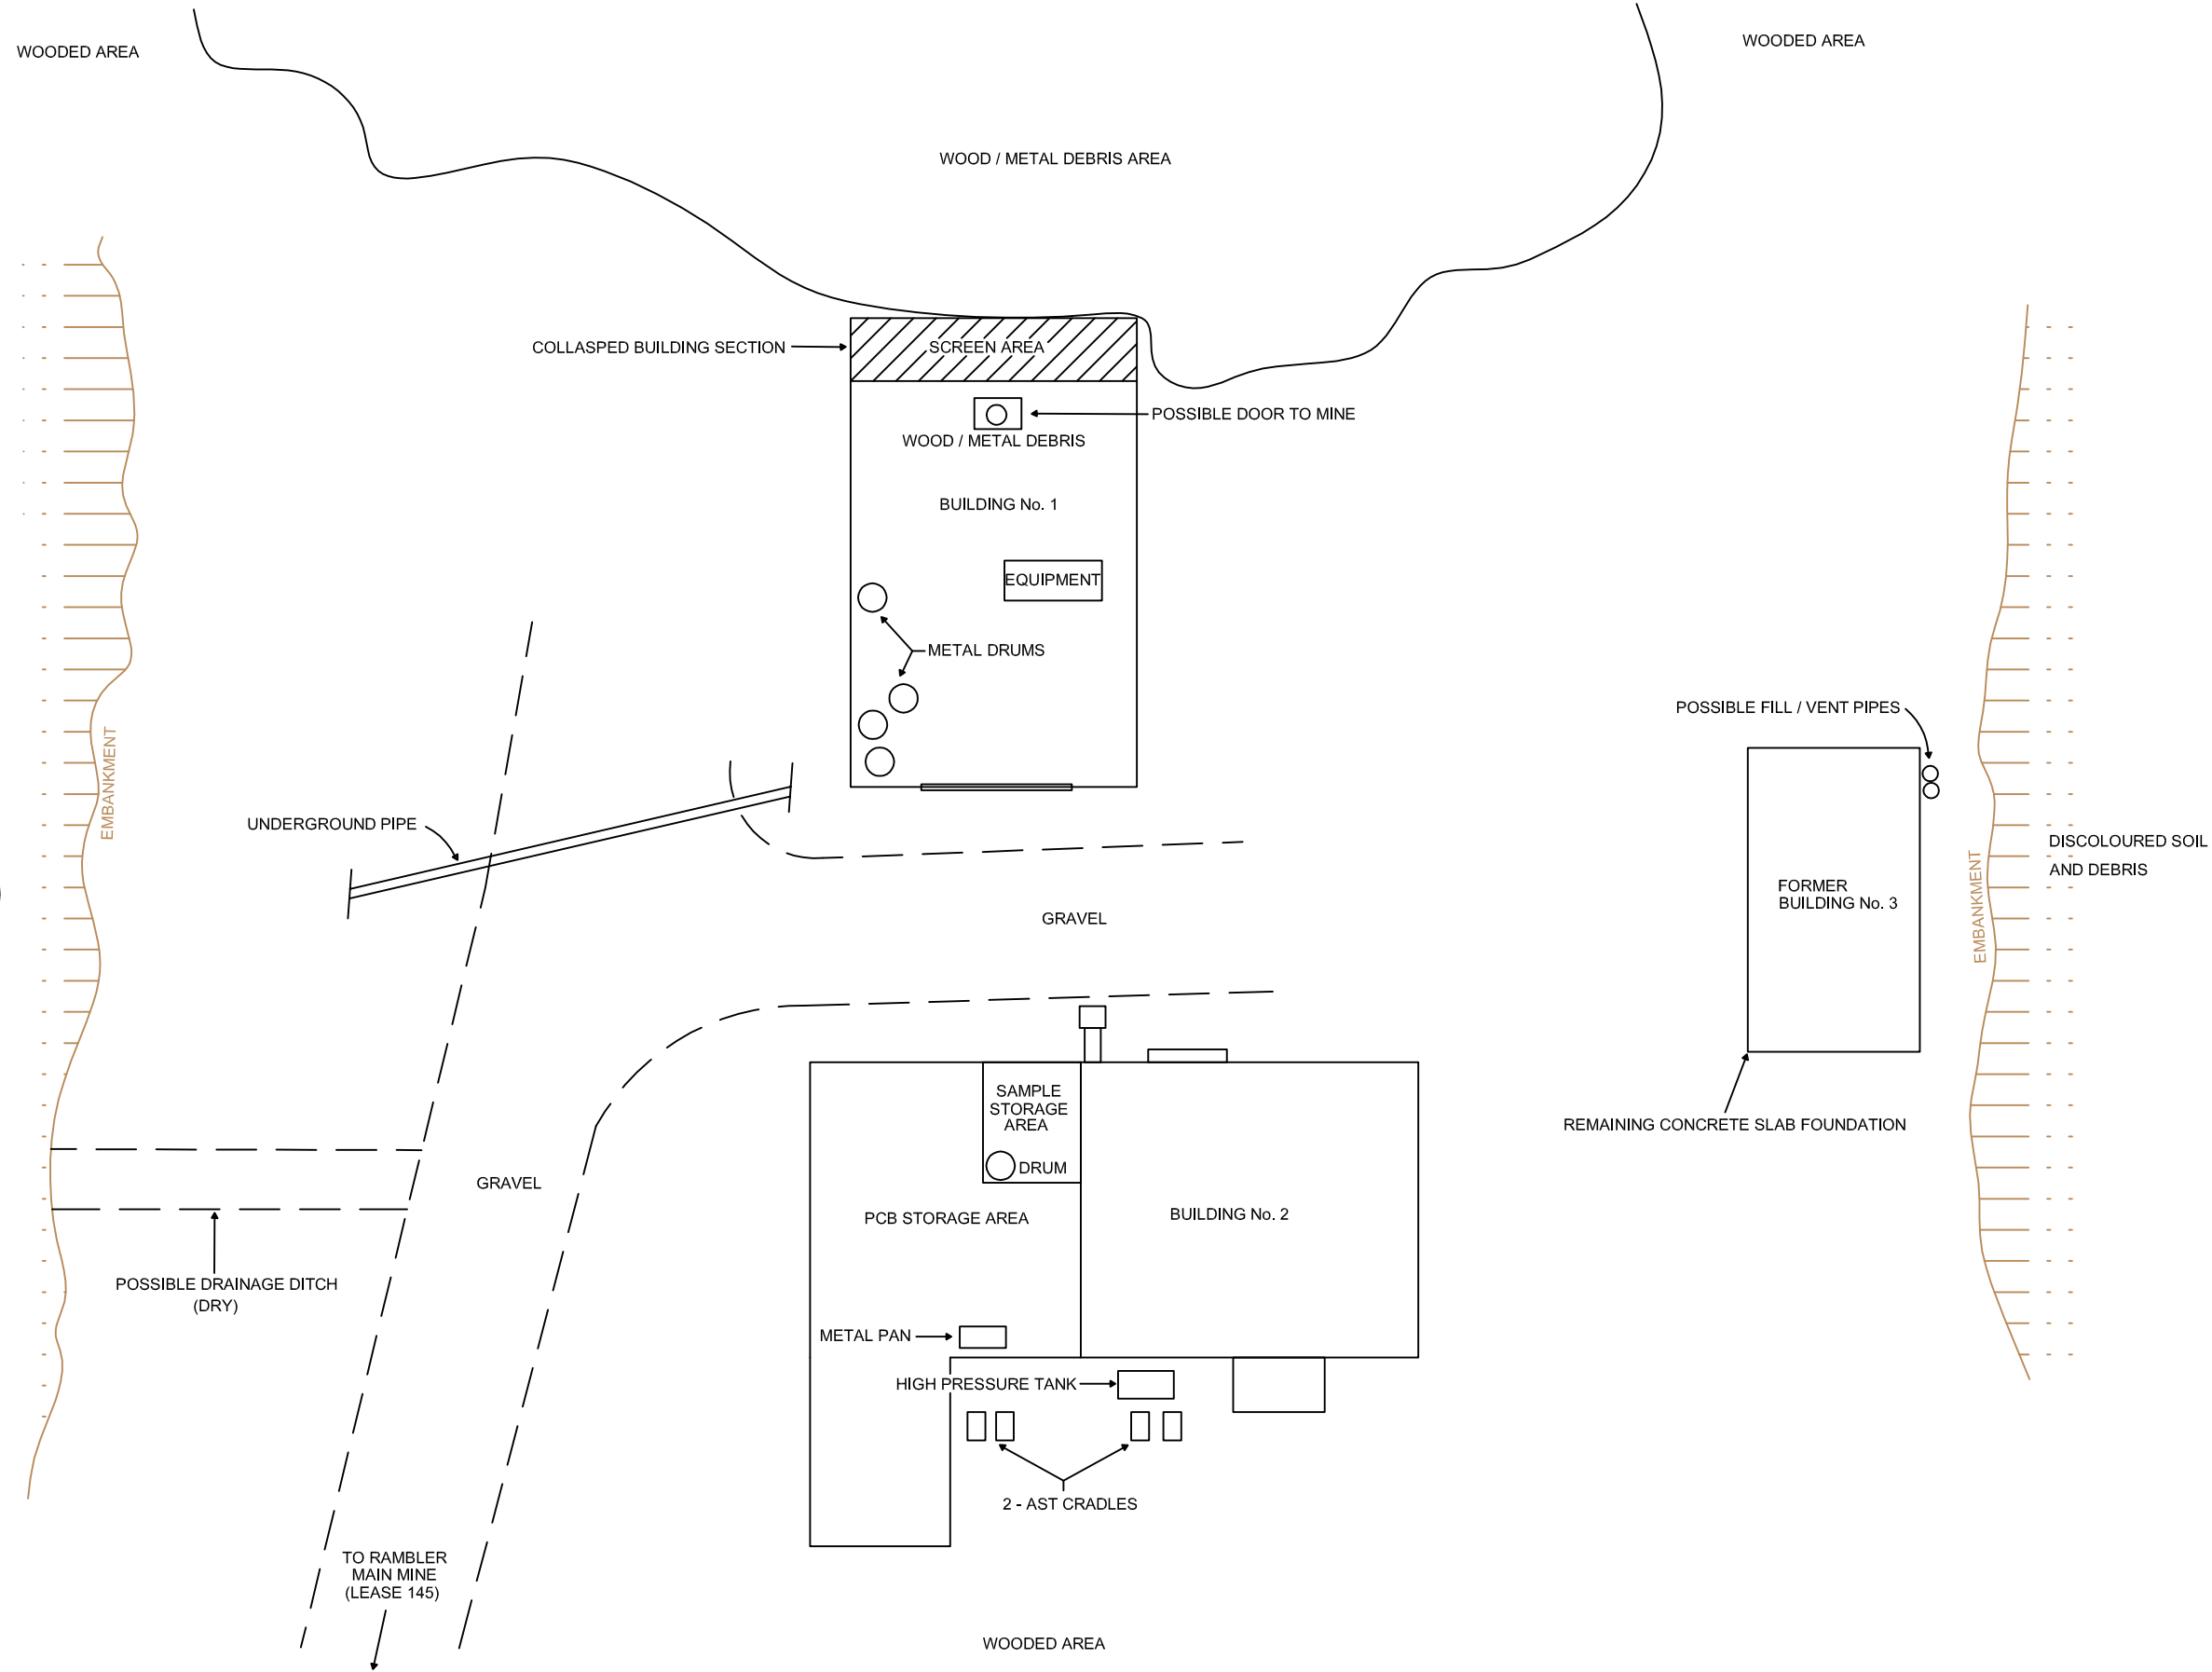 WOODED AREA
WOODED AREA
WOOD / METAL DEBRIS AREA
COLLASPED BUILDING SECTION
SCREEN AREA
POSSIBLE DOOR TO MINE
WOOD / METAL DEBRIS
BUILDING No. 1
EQUIPMENT
METAL DRUMS
POSSIBLE FILL / VENT PIPES
EMBANKMENT
UNDERGROUND PIPE
DISCOLOURED SOIL
AND DEBRIS
FORMER
BUILDING No. 3
EMBANKMENT
GRAVEL
SAMPLE
STORAGE
AREA
DRUM
REMAINING CONCRETE SLAB FOUNDATION
GRAVEL
PCB STORAGE AREA
BUILDING No. 2
POSSIBLE DRAINAGE DITCH
(DRY)
METAL PAN
HIGH PRESSURE TANK
2 - AST CRADLES
TO RAMBLER
MAIN MINE
(LEASE 145)
WOODED AREA